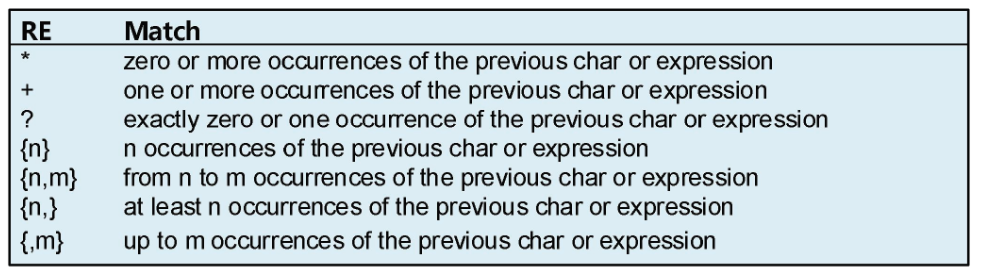 RE Match
* zero or more occurrences of the previous char or expression
+ one or more occurrences of the previous char or expression
? exactly zero or one occurrence of the previous char or expression
{n} n occurrences of the previous char or expression
{n,m} from n to m occurrences of the previous char or expression
{n,} at least n occurrences of the previous char or expression
{,m} up to m occurrences of the previous char or expression